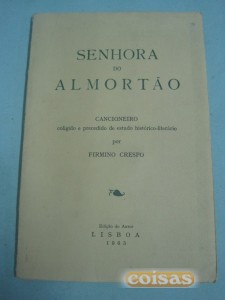 SENHORA
DO
ALMORTÃO
CANCIONEIRO
coligido e precedido de estudo histórico-literário
por
FIRMINO CRESPO
Edição do Autor
LISBOA
coisas